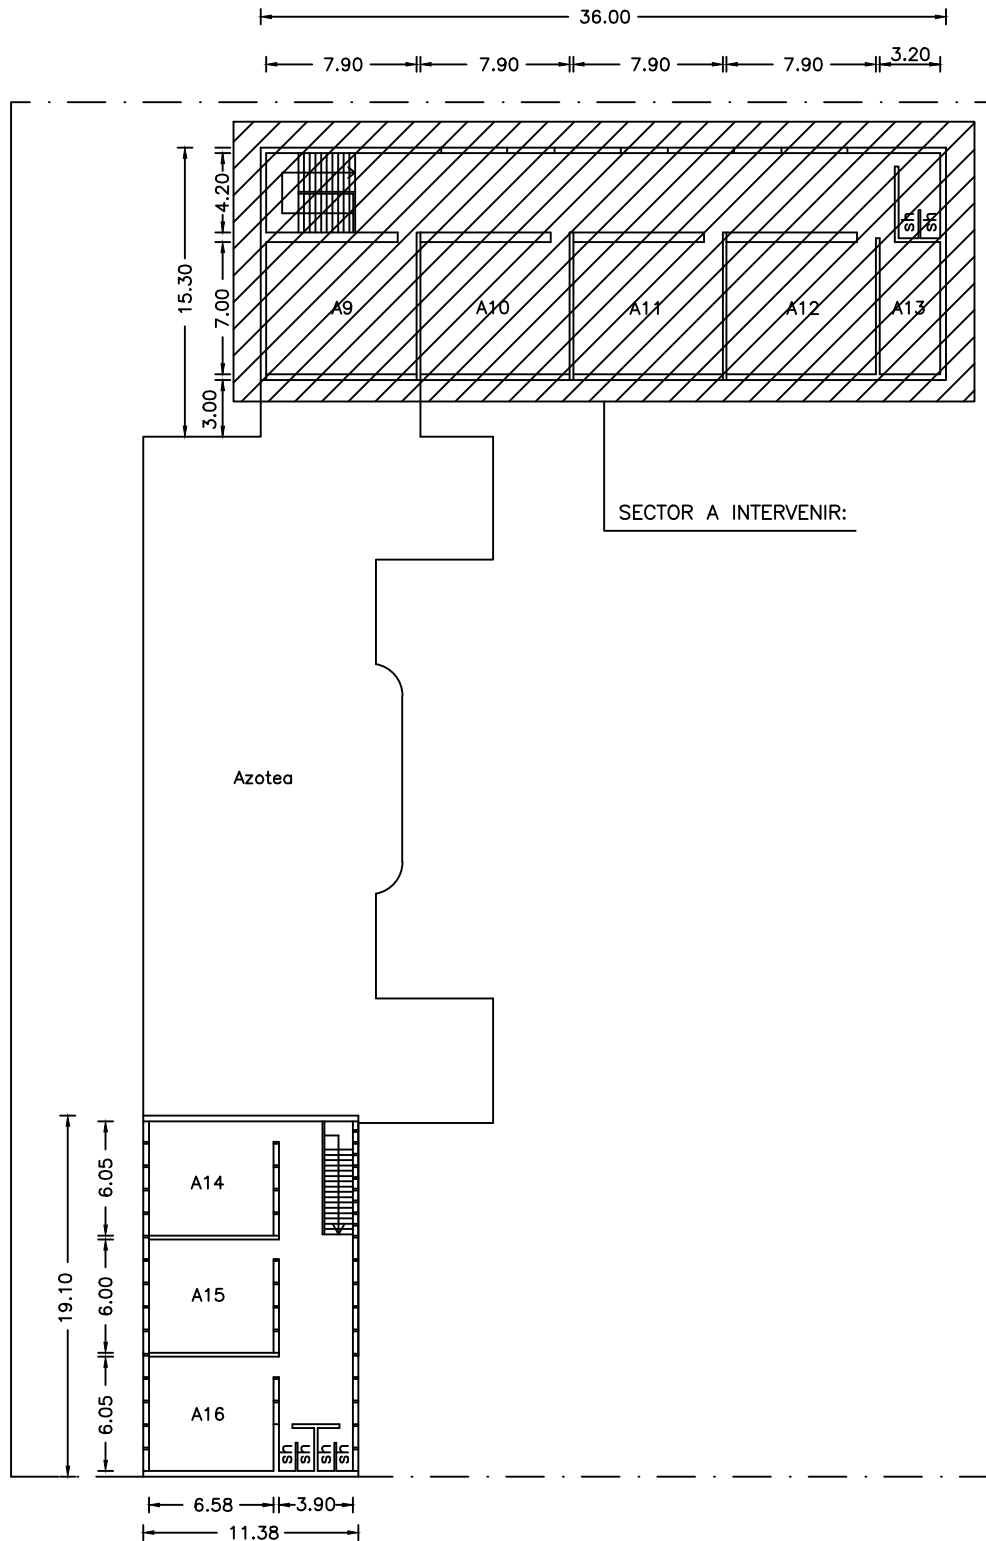 36.00
7.90 7.90 7.90 7.90 3.20
4.20
15.30
7.00
3.00
sh sh
A9 A10 A11 A12 A13
SECTOR A INTERVENIR:
Azotea
19.10
6.05
6.00
6.05
A14
A15
A16
sh sh sh sh
6.58 3.90
11.38